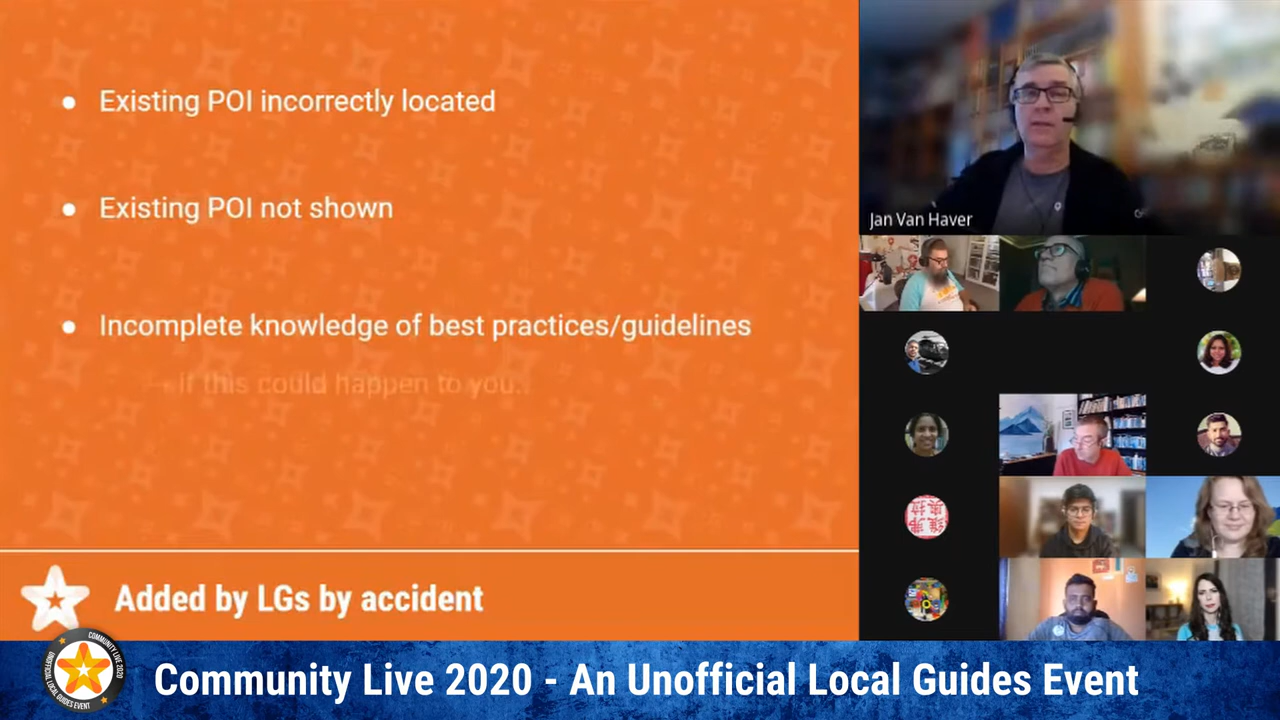 Existing POI incorrectly located
Existing POI not shown
Incomplete knowledge of best practices/guidelines
→ if this could happen to you..
Added by LGs by accident
Jan Van Haver
COMMUNITY LIVE 2020
UNOFFICIAL LOCAL GUIDES EVENT
Community Live 2020 - An Unofficial Local Guides Event